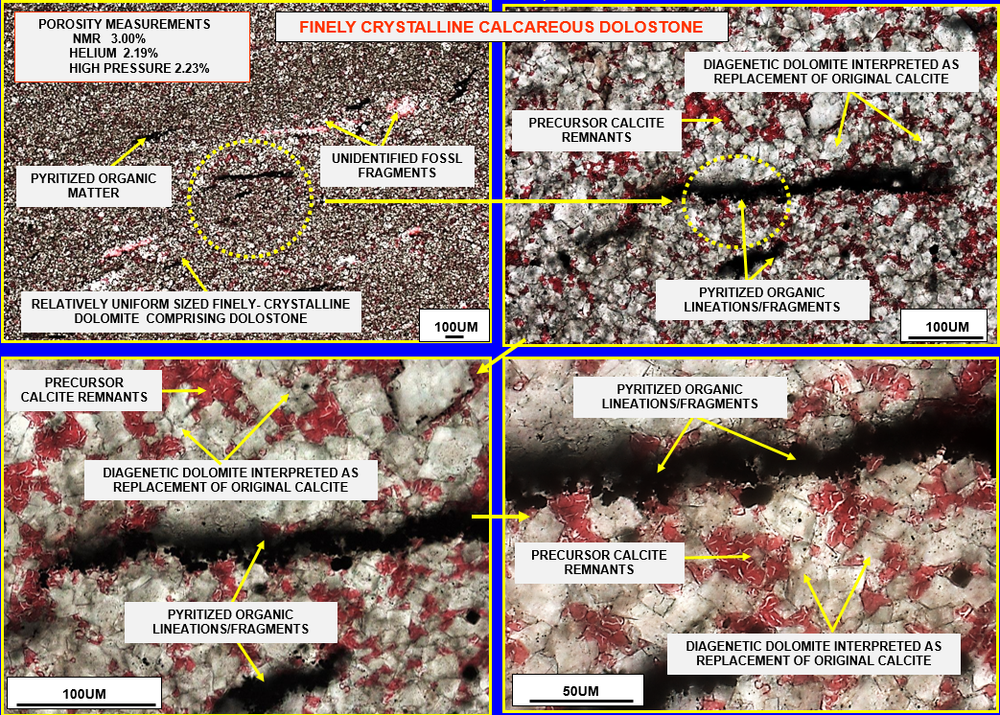 FINELY CRYSTALLINE CALCAREOUS DOLOSTONE
POROSITY MEASUREMENTS
NMR 3.00%
HELIUM 2.19%
HIGH PRESSURE 2.23%
UNIDENTIFIED FOSSL
FRAGMENTS
PYRITIZED ORGANIC
MATTER
RELATIVELY UNIFORM SIZED FINELY- CRYSTALLINE
DOLOMITE COMPRISING DOLOSTONE
100UM
DIAGENETIC DOLOMITE INTERPRETED AS
REPLACEMENT OF ORIGINAL CALCITE
PRECURSOR CALCITE
REMNANTS
PYRITIZED ORGANIC
LINEATIONS/FRAGMENTS
100UM
PRECURSOR
CALCITE REMNANTS
DIAGENETIC DOLOMITE INTERPRETED AS
REPLACEMENT OF ORIGINAL CALCITE
PYRITIZED ORGANIC
LINEATIONS/FRAGMENTS
100UM
PYRITIZED ORGANIC
LINEATIONS/FRAGMENTS
PRECURSOR CALCITE
REMNANTS
DIAGENETIC DOLOMITE INTERPRETED AS
REPLACEMENT OF ORIGINAL CALCITE
50UM